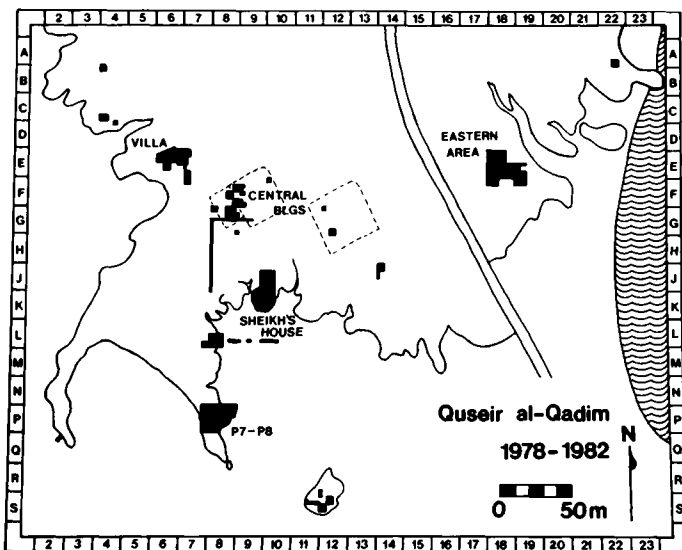 2 3 4 5 6 7 8 9 10 11 12 13 14 15 16 17 18 19 20 21 22 23
A A
B B
C C
D D
E E
F F
G G
H H
J J
K K
L L
M M
N N
P P
Q Q
R R
S S
VILLA
EASTERN
AREA
CENTRAL
BLGS
SHEIKH'S
HOUSE
P7-P8
Quseir al-Qadim
1978-1982
N
0 50m
2 3 4 5 6 7 8 9 10 11 12 13 14 15 16 17 18 19 20 21 22 23